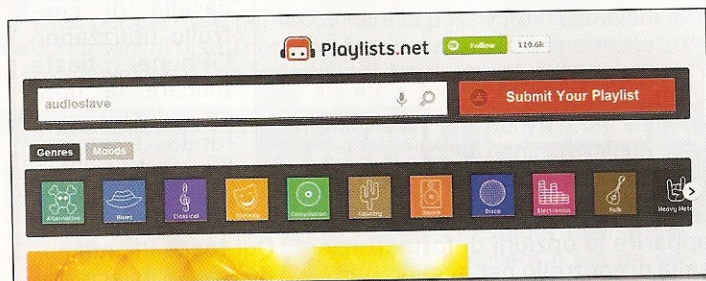 Playlists.net Follow 119.6k
audioslave Submit Your Playlist
Genres Moods
Alternative Blues Classical Comedy Compilation Country Dance Disco Electronica Folk Heavy Meta